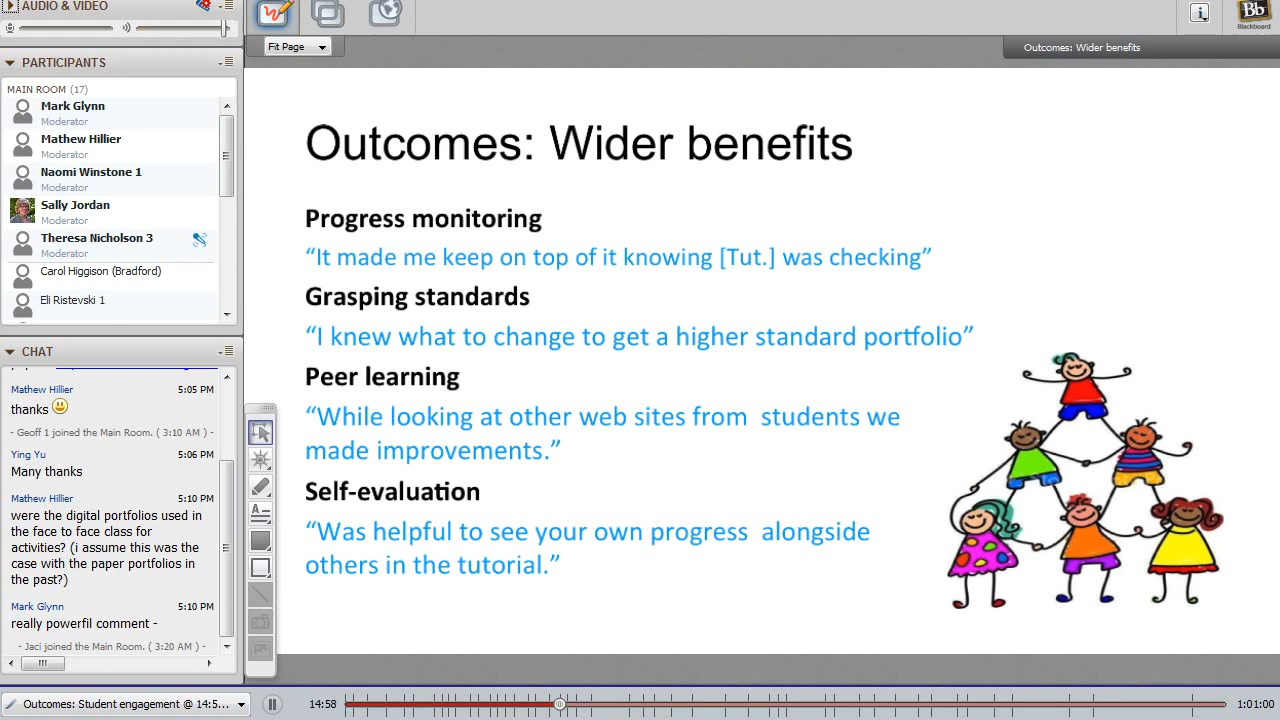 AUDIO & VIDEO
PARTICIPANTS
MAIN ROOM (17)
Mark Glynn
Moderator
Mathew Hillier
Moderator
Naomi Winstone 1
Moderator
Sally Jordan
Moderator
Theresa Nicholson 3
Moderator
Carol Higgison (Bradford)
Eli Ristevski 1
CHAT
Mathew Hillier 5:05 PM
thanks
- Geoff 1 joined the Main Room. ( 3:10 AM ) -
Ying Yu 5:06 PM
Many thanks
Mathew Hillier 5:10 PM
were the digital portfolios used in
the face to face class for
activities? (i assume this was the
case with the paper portfolios in
the past?)
Mark Glynn 5:10 PM
really powerfil comment -
- Jaci joined the Main Room. ( 3:20 AM ) -
Fit Page
Bb
Blackboard
Outcomes: Wider benefits
Outcomes: Wider benefits
Progress monitoring
“It made me keep on top of it knowing [Tut.] was checking”
Grasping standards
“I knew what to change to get a higher standard portfolio”
Peer learning
“While looking at other web sites from students we
made improvements.”
Self-evaluation
“Was helpful to see your own progress alongside
others in the tutorial.”
Outcomes: Student engagement @ 14:5...
14:58
1:01:00